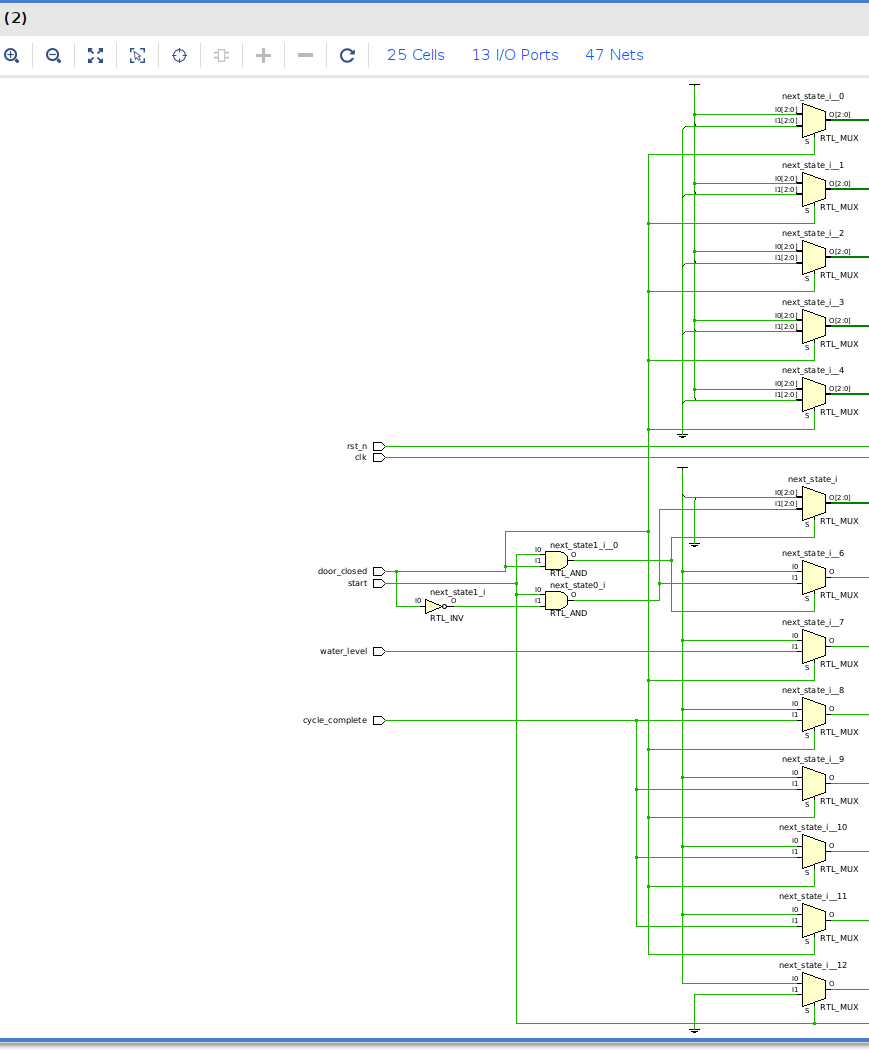 (2)
25 Cells 13 I/O Ports 47 Nets
next_state_i__0
I0[2:0]
I1[2:0]
O[2:0]
S
RTL_MUX
next_state_i__1
I0[2:0]
I1[2:0]
O[2:0]
S
RTL_MUX
next_state_i__2
I0[2:0]
I1[2:0]
O[2:0]
S
RTL_MUX
next_state_i__3
I0[2:0]
I1[2:0]
O[2:0]
S
RTL_MUX
next_state_i__4
I0[2:0]
I1[2:0]
O[2:0]
S
RTL_MUX
rst_n
clk
next_state_i
I0[2:0]
I1[2:0]
O[2:0]
S
RTL_MUX
next_state1_i__0
I0
I1
O
RTL_AND
door_closed
start
next_state1_i
I0
O
RTL_INV
next_state0_i
I0
I1
O
RTL_AND
next_state_i__6
I0
I1
O
S
RTL_MUX
water_level
next_state_i__7
I0
I1
O
S
RTL_MUX
cycle_complete
next_state_i__8
I0
I1
O
S
RTL_MUX
next_state_i__9
I0
I1
O
S
RTL_MUX
next_state_i__10
I0
I1
O
S
RTL_MUX
next_state_i__11
I0
I1
O
S
RTL_MUX
next_state_i__12
I0
I1
O
S
RTL_MUX